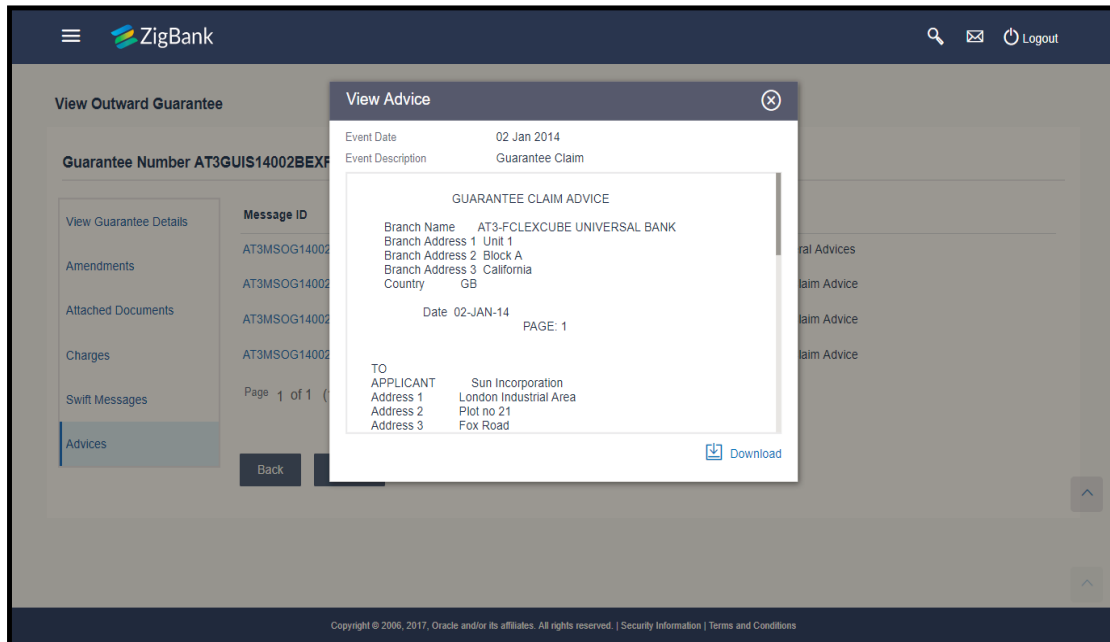 ZigBank
Logout
View Outward Guarantee
Guarantee Number AT3GUIS14002BEXF
View Guarantee Details
Amendments
Attached Documents
Charges
Swift Messages
Advices
Message ID
AT3MSOG14002
AT3MSOG14002
laim Advice
AT3MSOG14002
laim Advice
AT3MSOG14002
laim Advice
Page 1 of 1 (
Back
View Advice
Event Date 02 Jan 2014
Event Description Guarantee Claim
GUARANTEE CLAIM ADVICE
Branch Name AT3-FCLEXCUBE UNIVERSAL BANK
Branch Address 1 Unit 1
Branch Address 2 Block A
Branch Address 3 California
Country GB
Date 02-JAN-14
PAGE: 1
TO
APPLICANT Sun Incorporation
Address 1 London Industrial Area
Address 2 Plot no 21
Address 3 Fox Road
Download
ral Advices
Copyright © 2006, 2017, Oracle and/or its affiliates. All rights reserved. | Security Information | Terms and Conditions